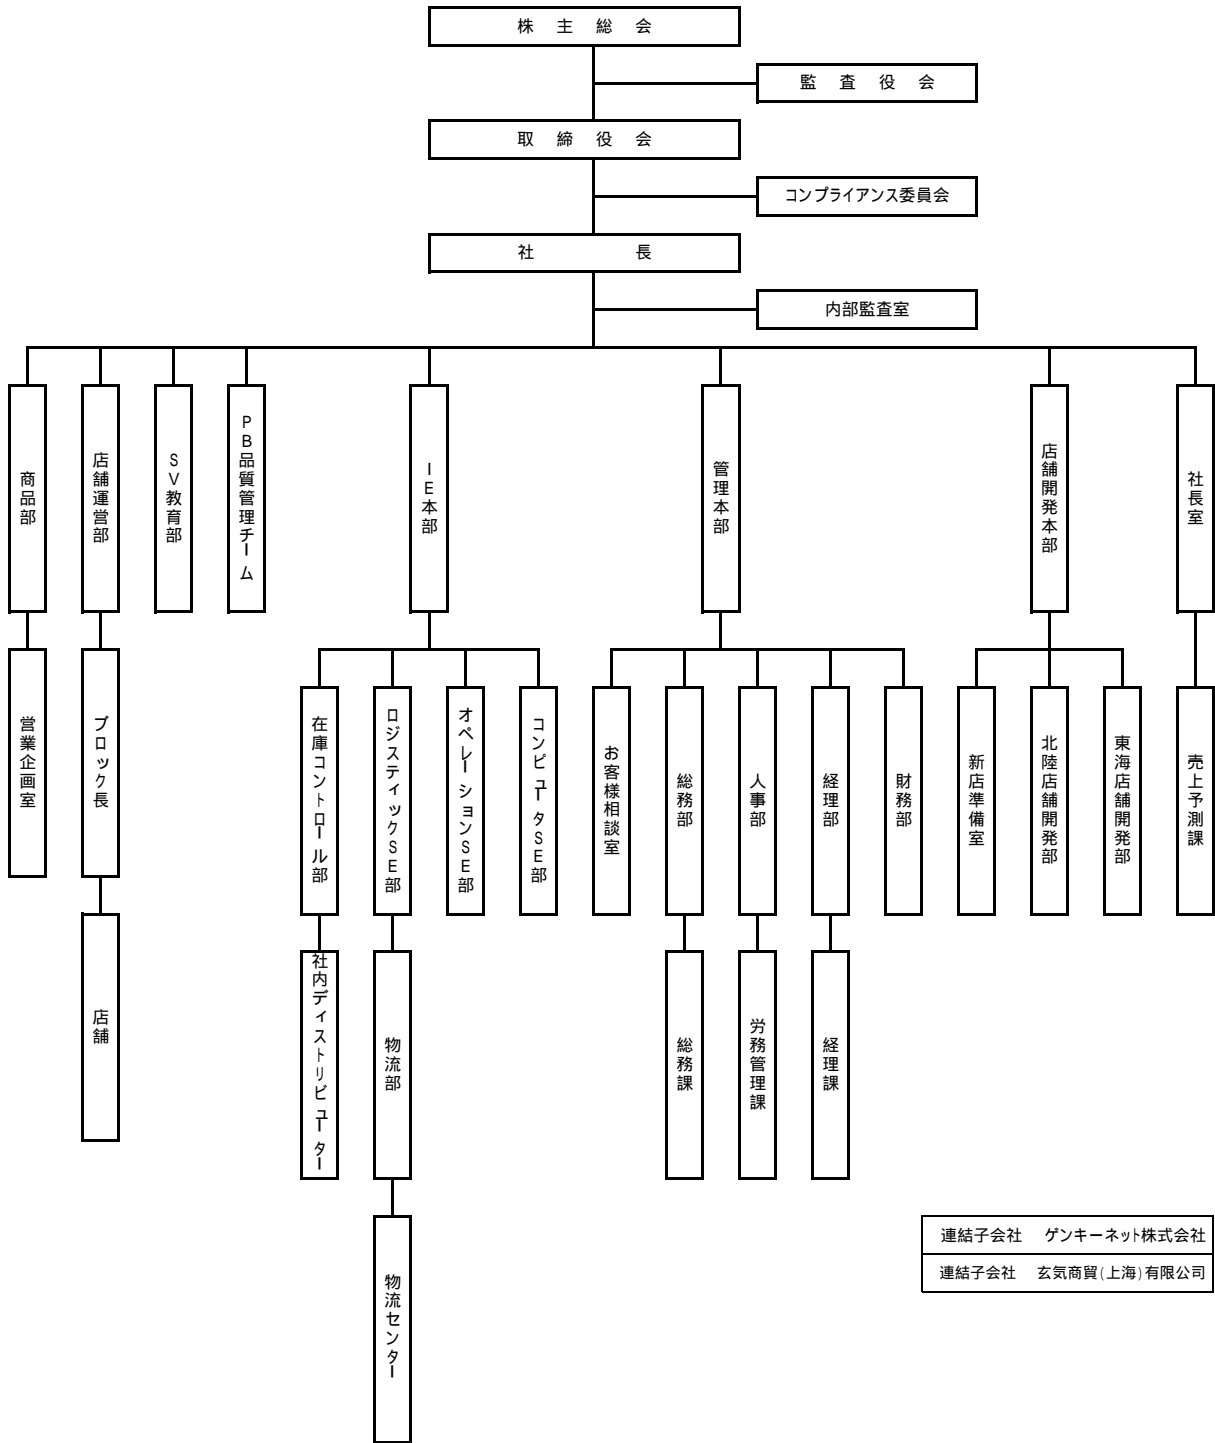 株主総会
監査役会
取締役会
コンプライアンス委員会
社長
内部監査室
商品部
店舗運営部
SV教育部
PB品質管理チーム
IE本部
管理本部
店舗開発本部
社長室
営業企画室
ブロック長
在庫コントロール部
ロジスティックSE部
オペレーションSE部
コンピュータSE部
お客様相談室
総務部
人事部
経理部
財務部
新店準備室
北陸店舗開発部
東海店舗開発部
売上予測課
店舗
社内ディストリビューター
物流部
総務課
労務管理課
経理課
物流センター
連結子会社 ゲンキーネット株式会社
連結子会社 玄気商貿(上海)有限公司